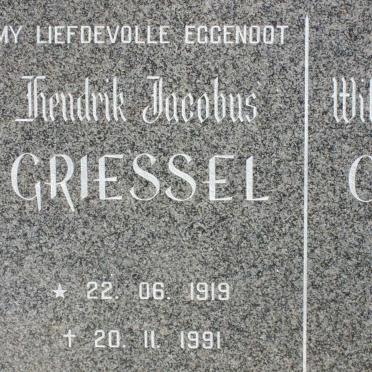 MY LIEFDEVOLLE EGGENOOT
Hendrik Jacobus
GRIESSEL
★ 22. 06. 1919
✝ 20. 11. 1991